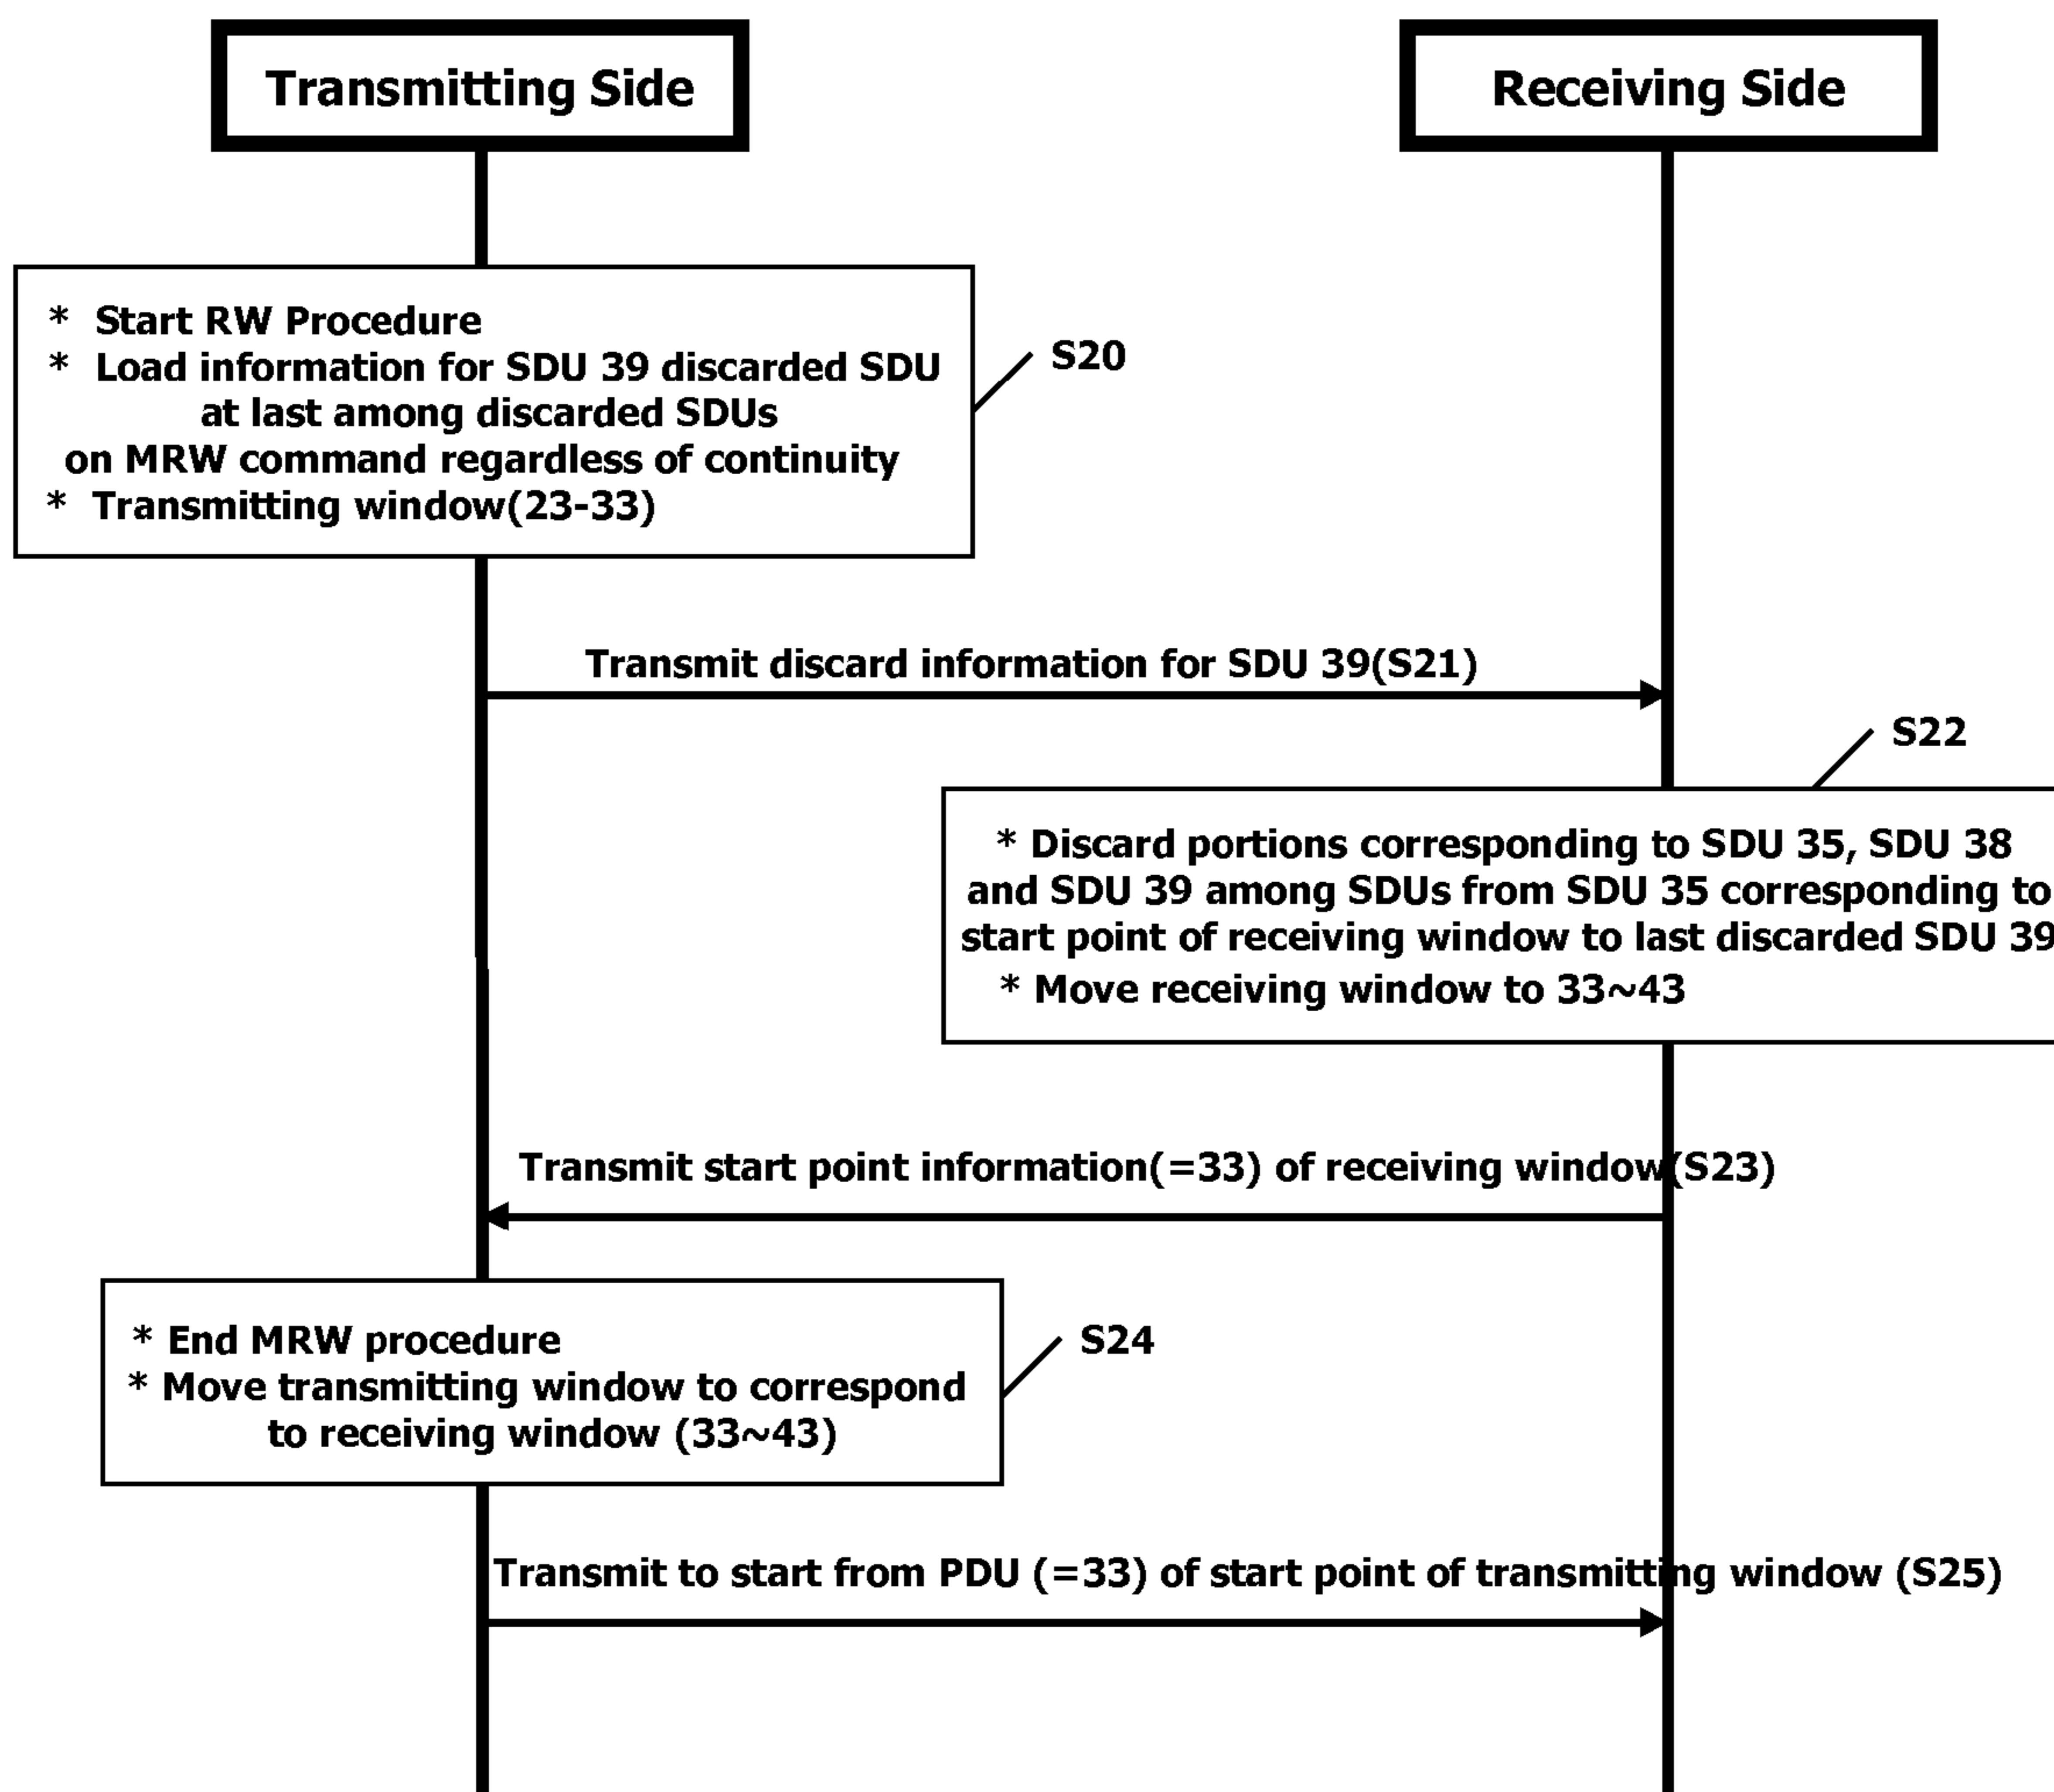 Transmitting Side
Receiving Side
* Start RW Procedure
* Load information for SDU 39 discarded SDU
at last among discarded SDUs
on MRW command regardless of continuity
* Transmitting window(23-33)
S20
Transmit discard information for SDU 39(S21)
S22
* Discard portions corresponding to SDU 35, SDU 38
and SDU 39 among SDUs from SDU 35 corresponding to
start point of receiving window to last discarded SDU 39
* Move receiving window to 33~43
Transmit start point information(=33) of receiving window(S23)
* End MRW procedure
* Move transmitting window to correspond
to receiving window (33~43)
S24
Transmit to start from PDU (=33) of start point of transmitting window (S25)